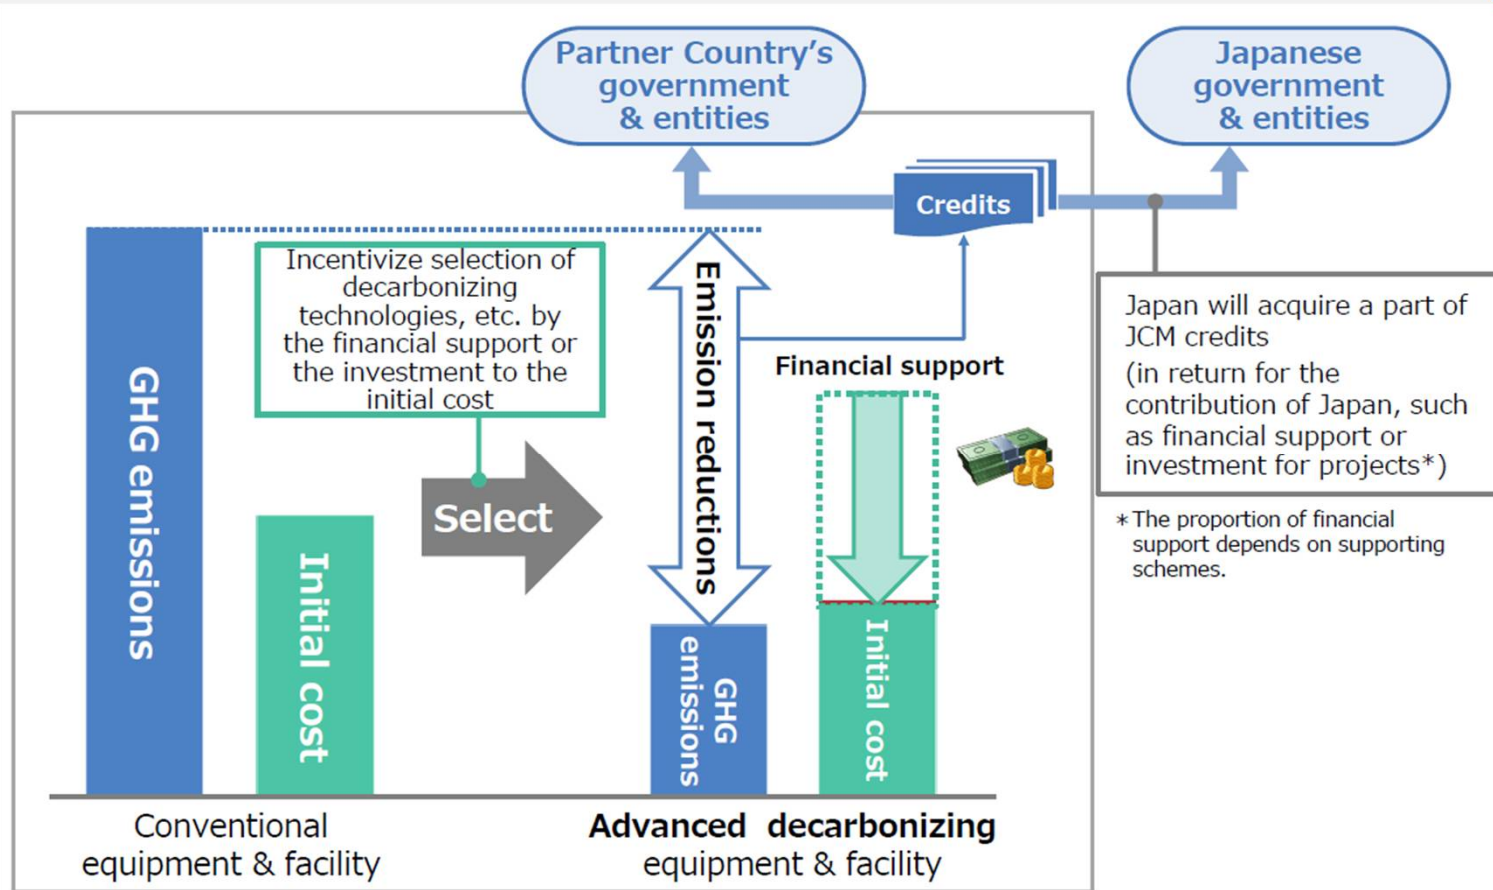 Partner Country's
government
& entities
Japanese
government
& entities
Credits
Incentivize selection of
decarbonizing
technologies, etc. by
the financial support or
the investment to the
initial cost
Select
GHG emissions
Initial cost
Emission reductions
Financial support
GHG
emissions
Initial cost
Japan will acquire a part of
JCM credits
(in return for the
contribution of Japan, such
as financial support or
investment for projects*)
* The proportion of financial
support depends on supporting
schemes.
Conventional
equipment & facility
Advanced decarbonizing
equipment & facility